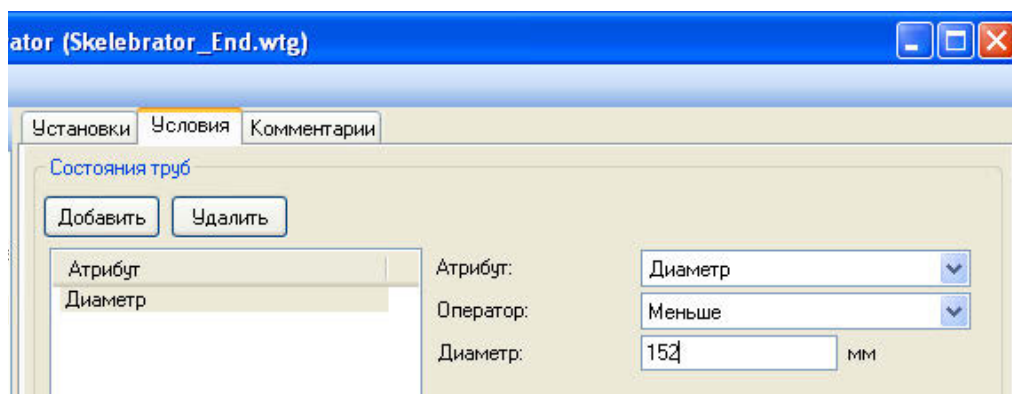 ator (Skelebrator_End.wtg)
Установки Условия Комментарии
Состояния труб
Добавить Удалить
Атрибут Атрибут: Диаметр
Диаметр Оператор: Меньше
Диаметр: 152 мм